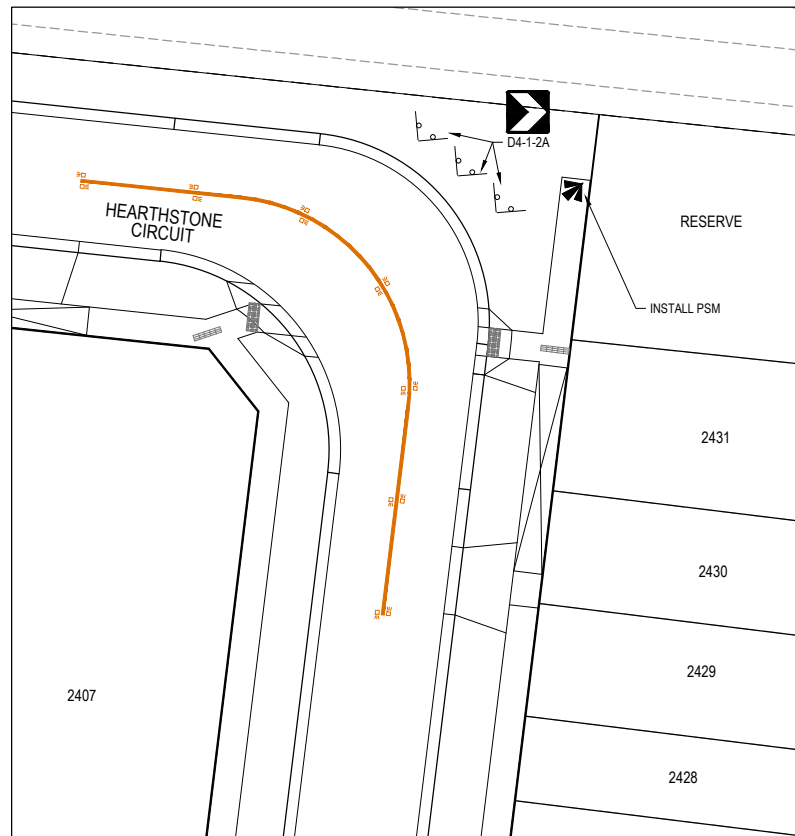 D4-1-2A
HEARTHSTONE
CIRCUIT
RESERVE
INSTALL PSM
2431
2430
2429
2407
2428